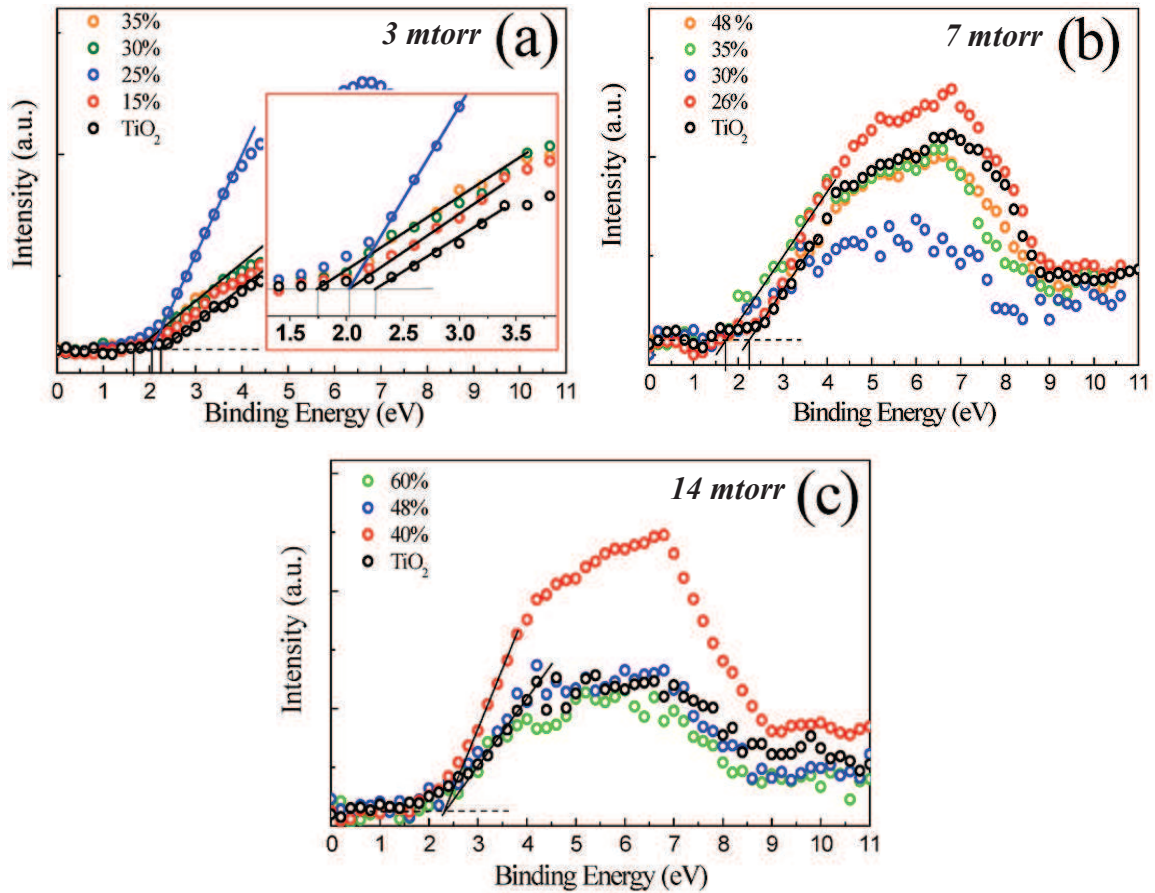 3 mtorr (a)
35%
30%
25%
15%
TiO₂
Intensity (a.u.)
1.5 2.0 2.5 3.0 3.5
0 1 2 3 4 5 6 7 8 9 10 11
Binding Energy (eV)
7 mtorr (b)
48 %
35%
30%
26%
TiO₂
Intensity (a.u.)
0 1 2 3 4 5 6 7 8 9 10 11
Binding Energy (eV)
14 mtorr (c)
60%
48%
40%
TiO₂
Intensity (a.u.)
0 1 2 3 4 5 6 7 8 9 10 11
Binding Energy (eV)